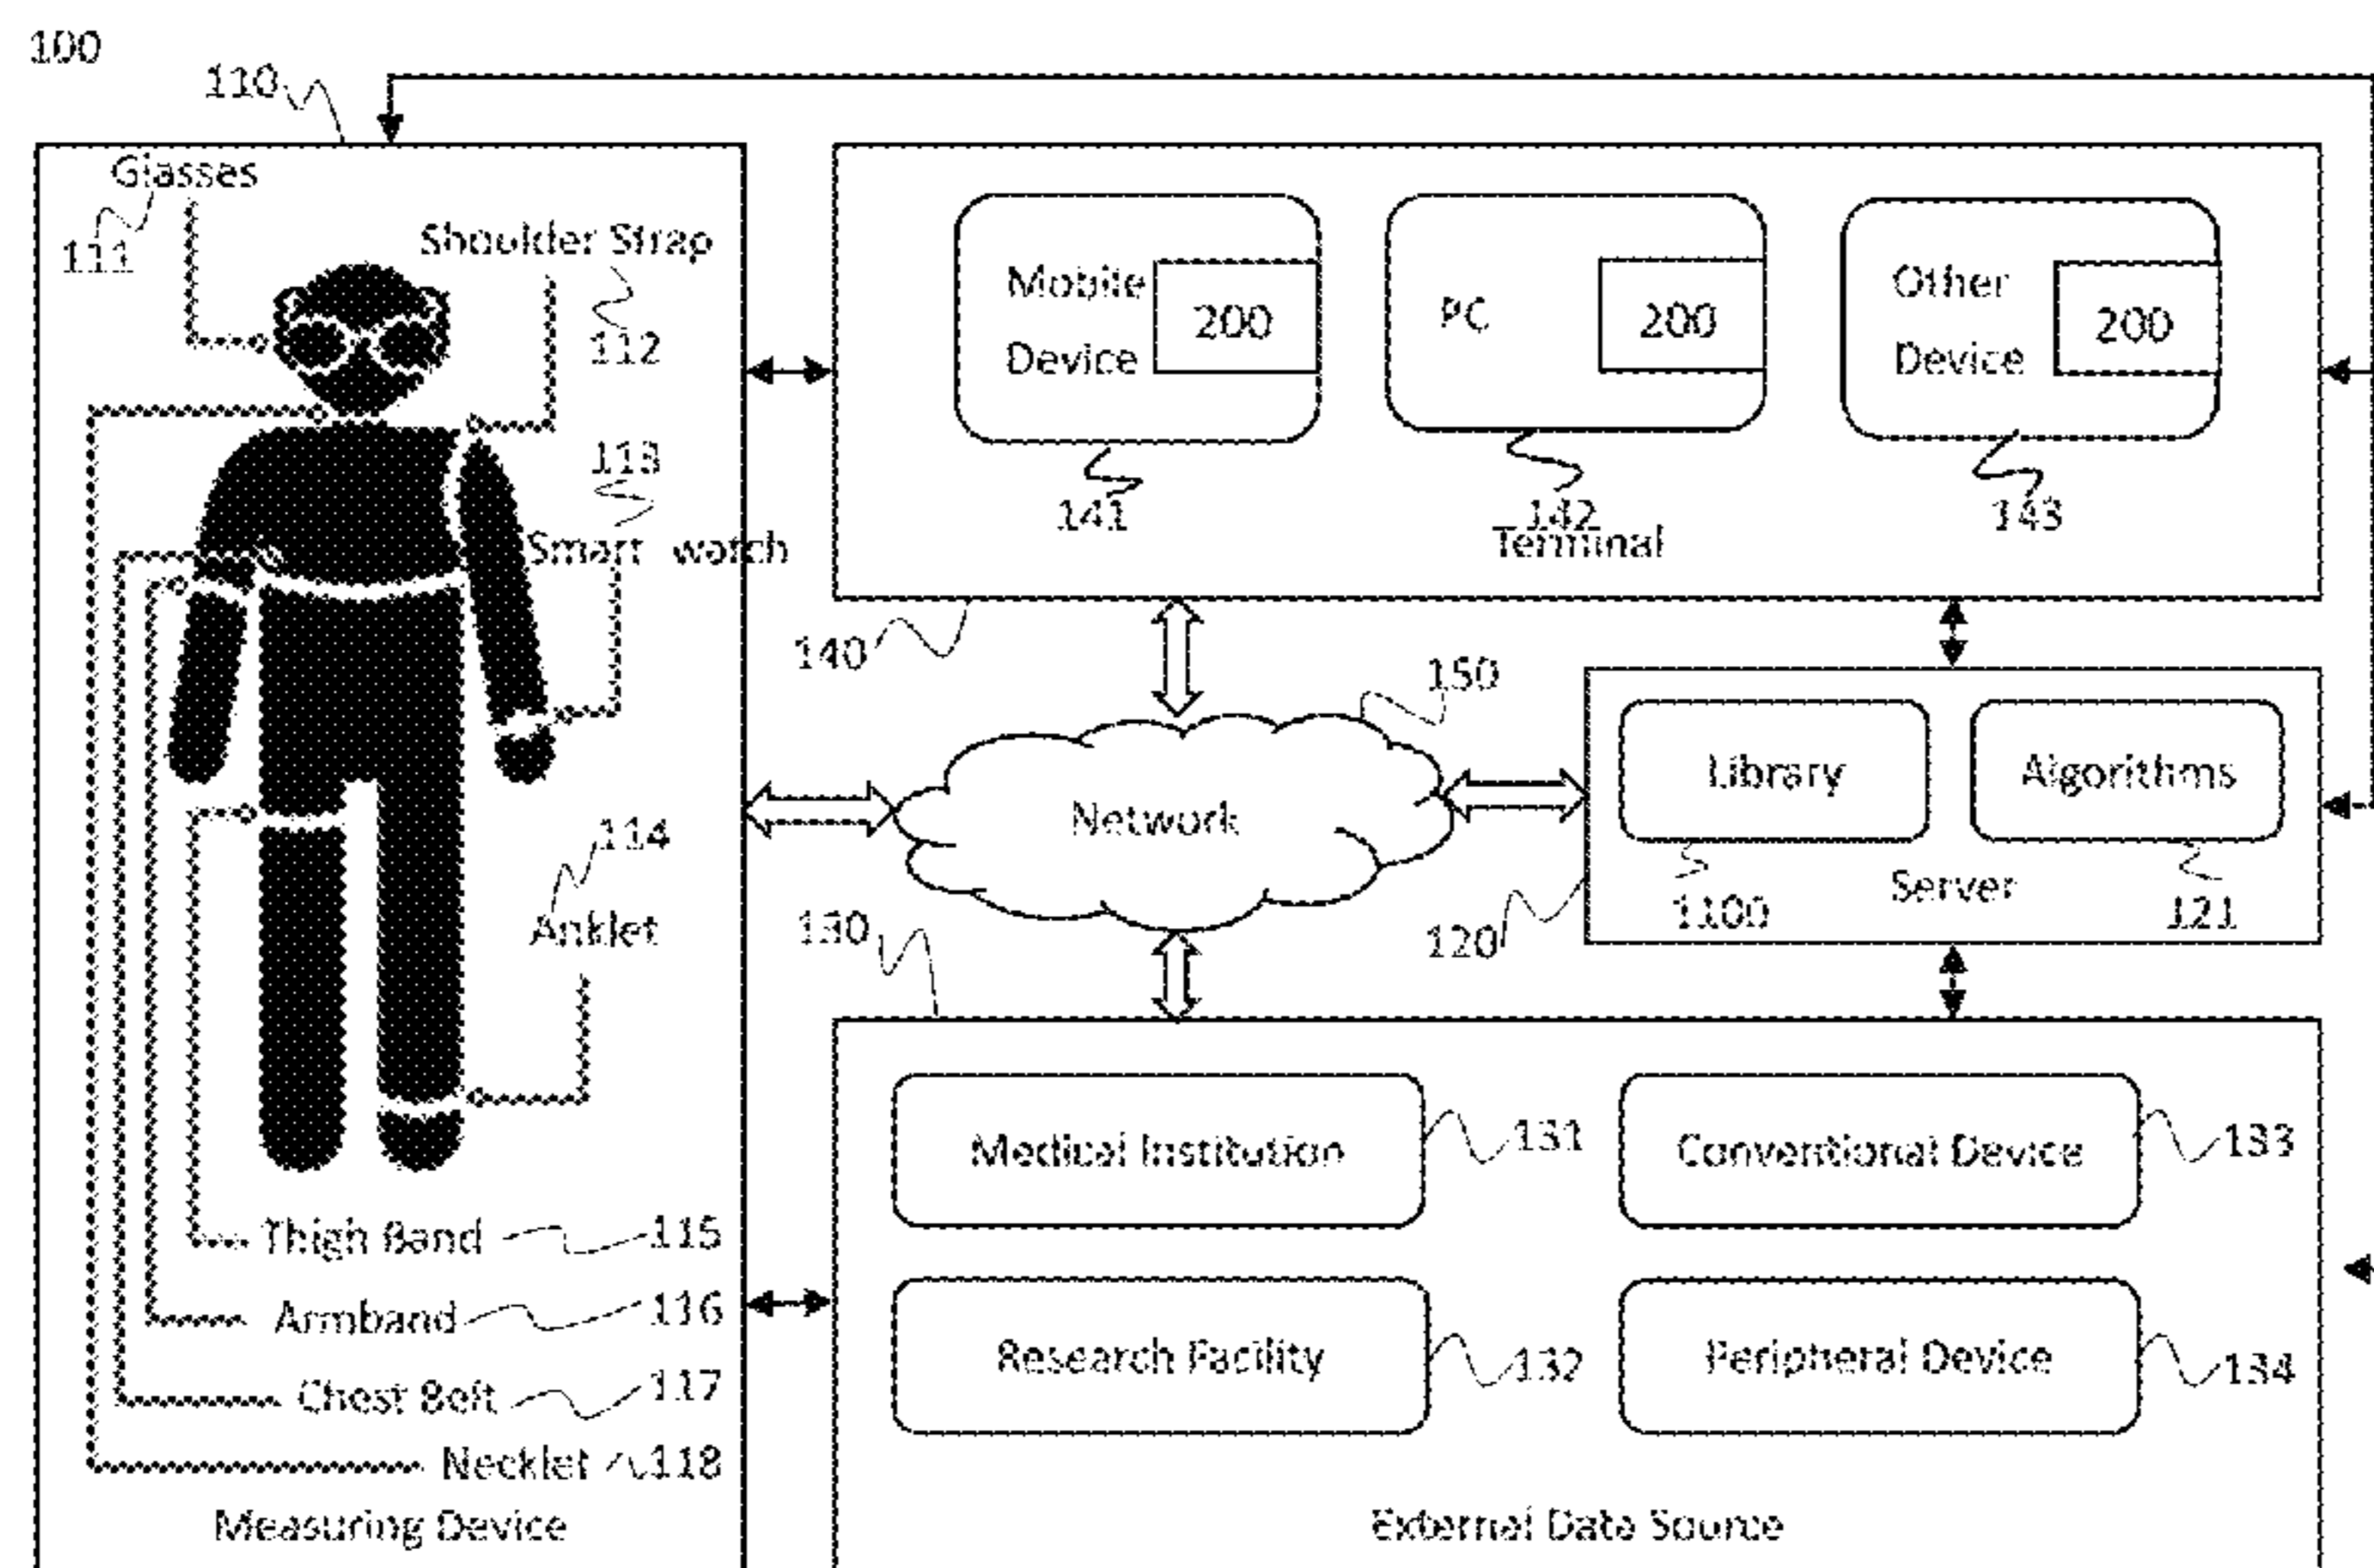 100
110
Glasses
111
Shoulder Strap
112
113
Smart watch
114
Anklet
Thigh Band 115
Armband 116
Chest Belt 117
Necklet 118
Measuring Device
Mobile
Device
200
141
PC
200
142
Other
Device
200
143
Terminal
140
150
Network
Library
1100
Algorithms
121
Server
120
130
Medical Institution 131
Conventional Device 133
Research Facility 132
Peripheral Device 134
External Data Source